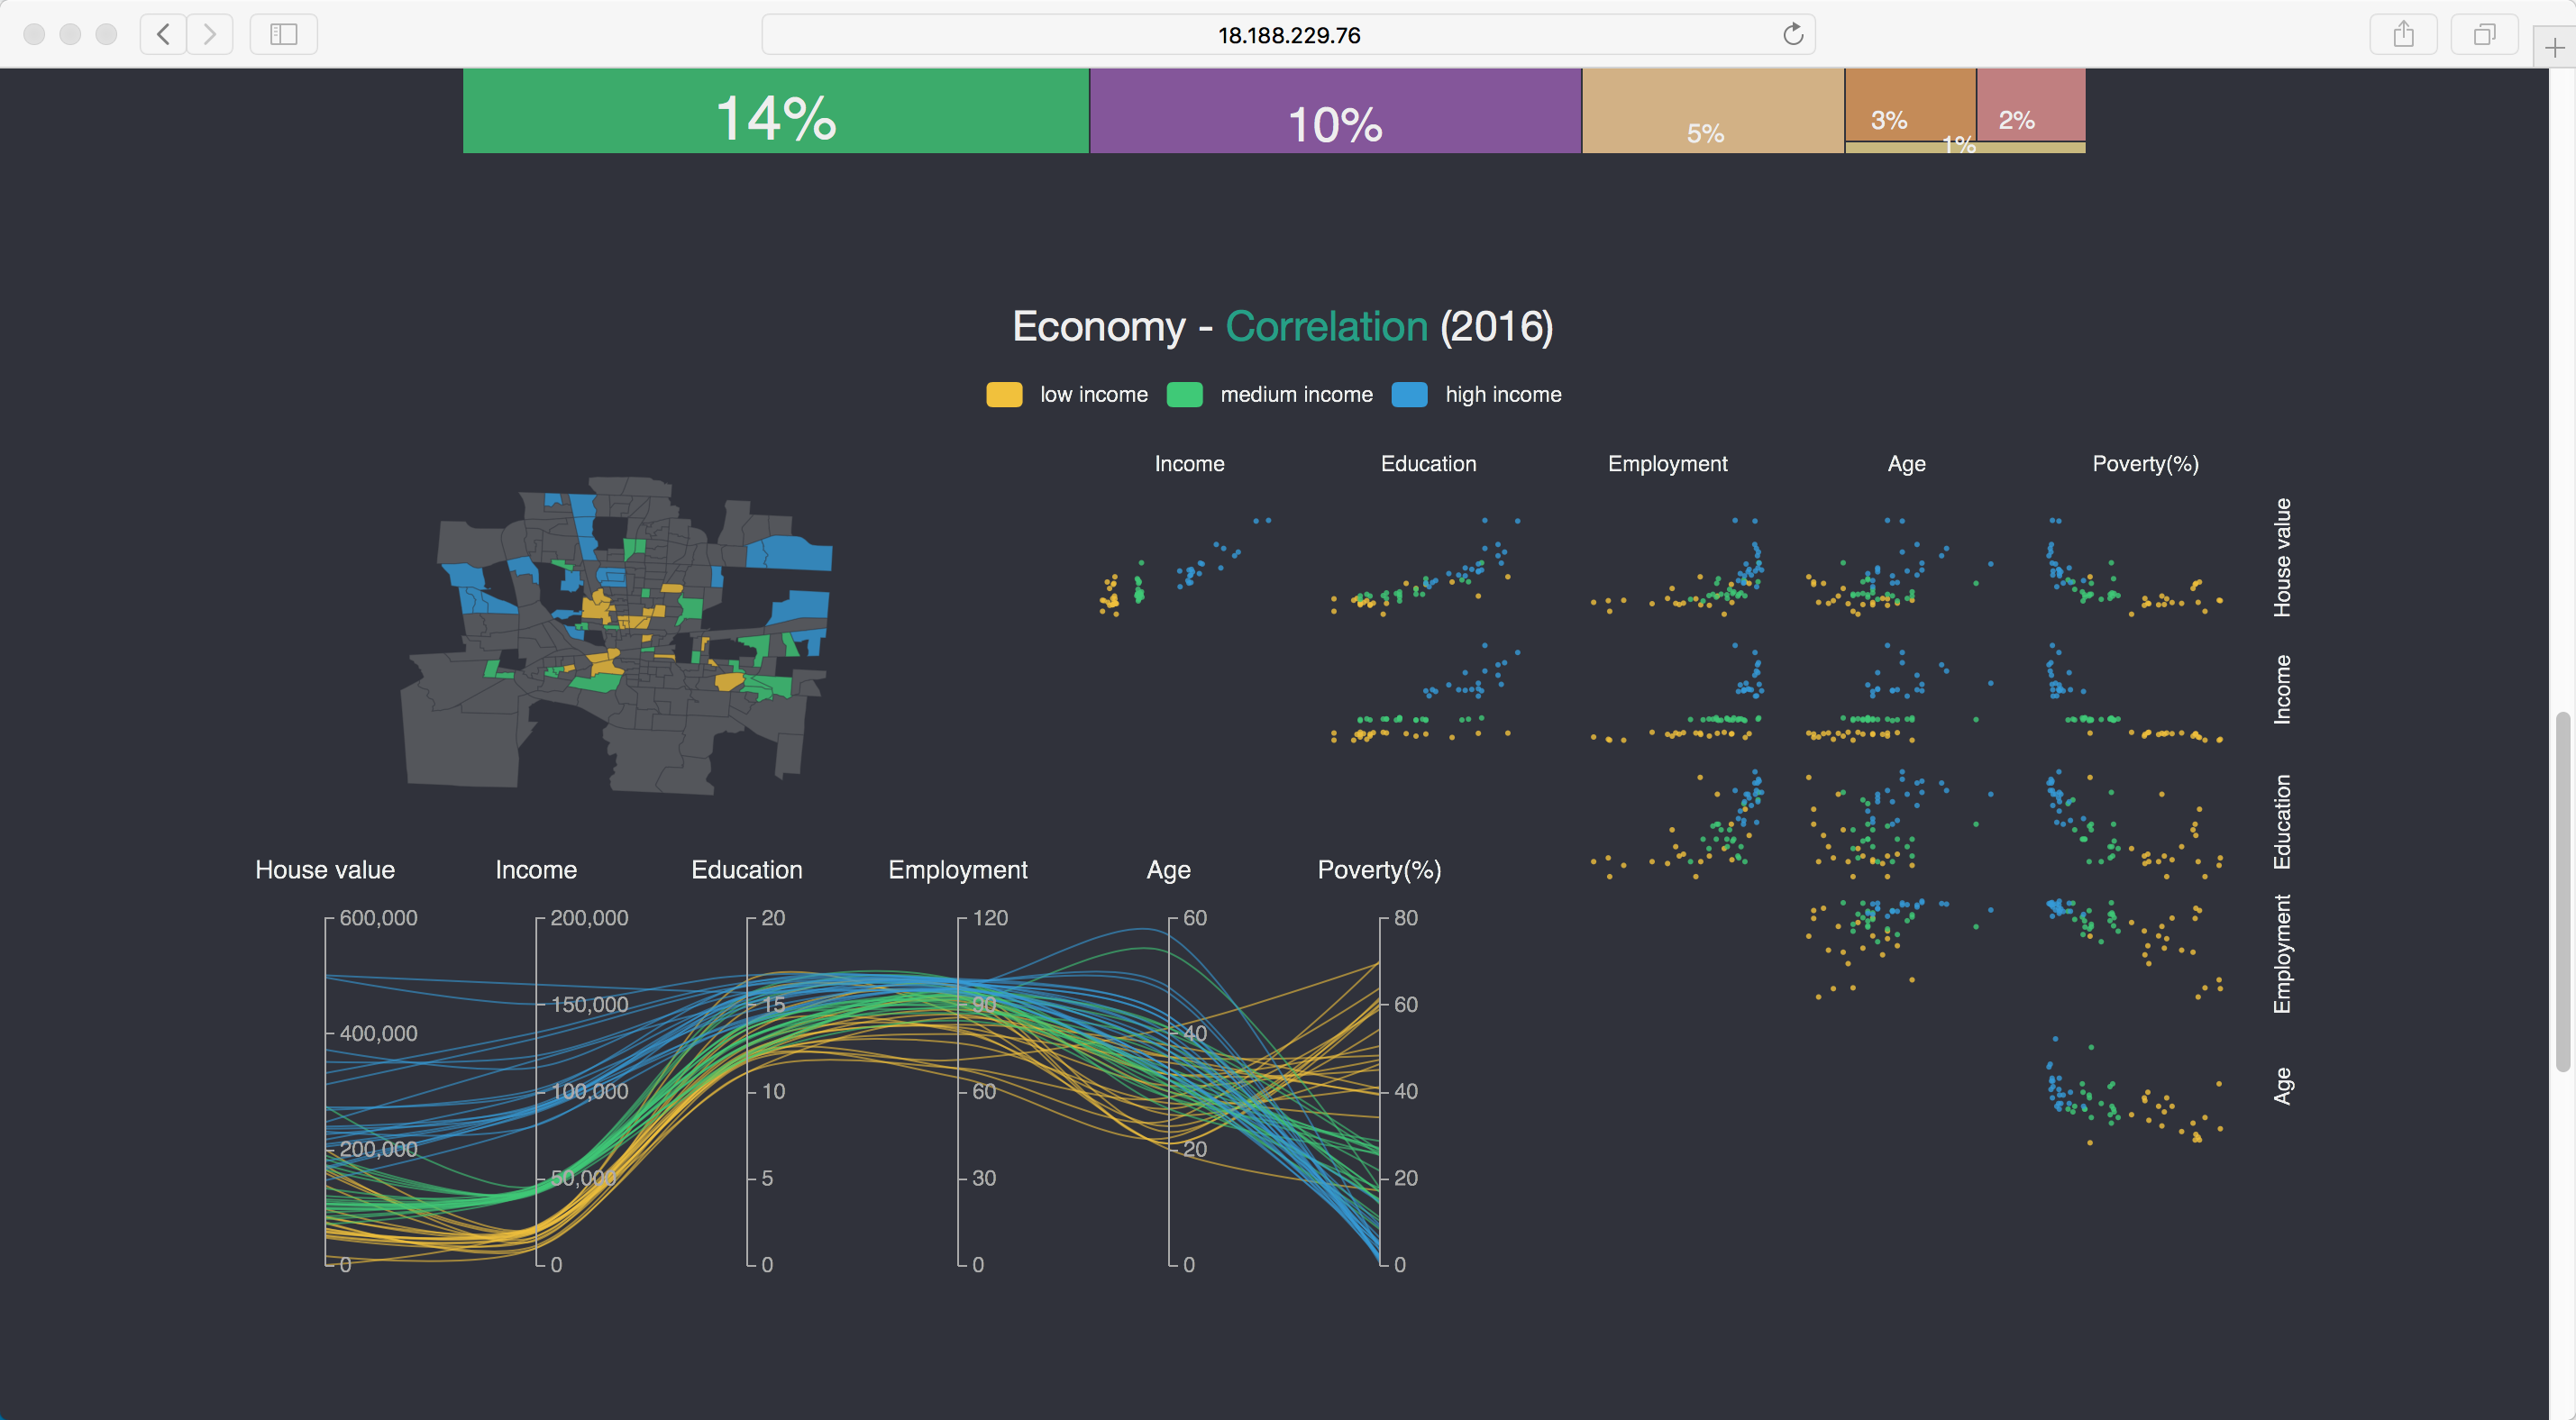 18.188.229.76
14%
10%
5%
3%
2%
1%
Economy - Correlation (2016)
low income medium income high income
Income Education Employment Age Poverty(%)
House value
Income
Education
Employment
Age
House value Income Education Employment Age Poverty(%)
600,000 200,000 20 120 60 80
150,000 15 90 60
400,000 40
100,000 10 60 40
200,000 20
50,000 5 30 20
0 0 0 0 0 0